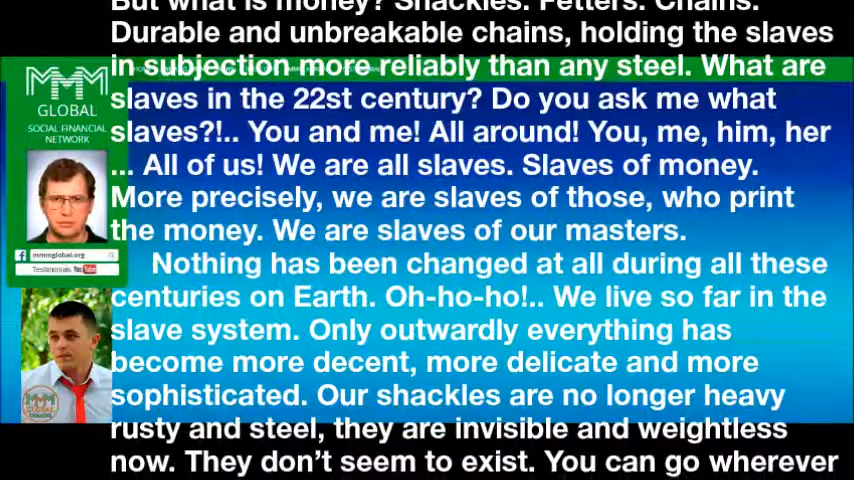 But what is money? Shackles. Fetters. Chains.
Durable and unbreakable chains, holding the slaves
in subjection more reliably than any steel. What are
slaves in the 22st century? Do you ask me what
slaves?!.. You and me! All around! You, me, him, her
... All of us! We are all slaves. Slaves of money.
More precisely, we are slaves of those, who print
the money. We are slaves of our masters.
Nothing has been changed at all during all these
centuries on Earth. Oh-ho-ho!.. We live so far in the
slave system. Only outwardly everything has
become more decent, more delicate and more
sophisticated. Our shackles are no longer heavy
rusty and steel, they are invisible and weightless
now. They don't seem to exist. You can go wherever
MMM
GLOBAL
SOCIAL FINANCIAL
NETWORK
f mmmglobal.org
Testimonials YouTube
MMM
GLOBAL